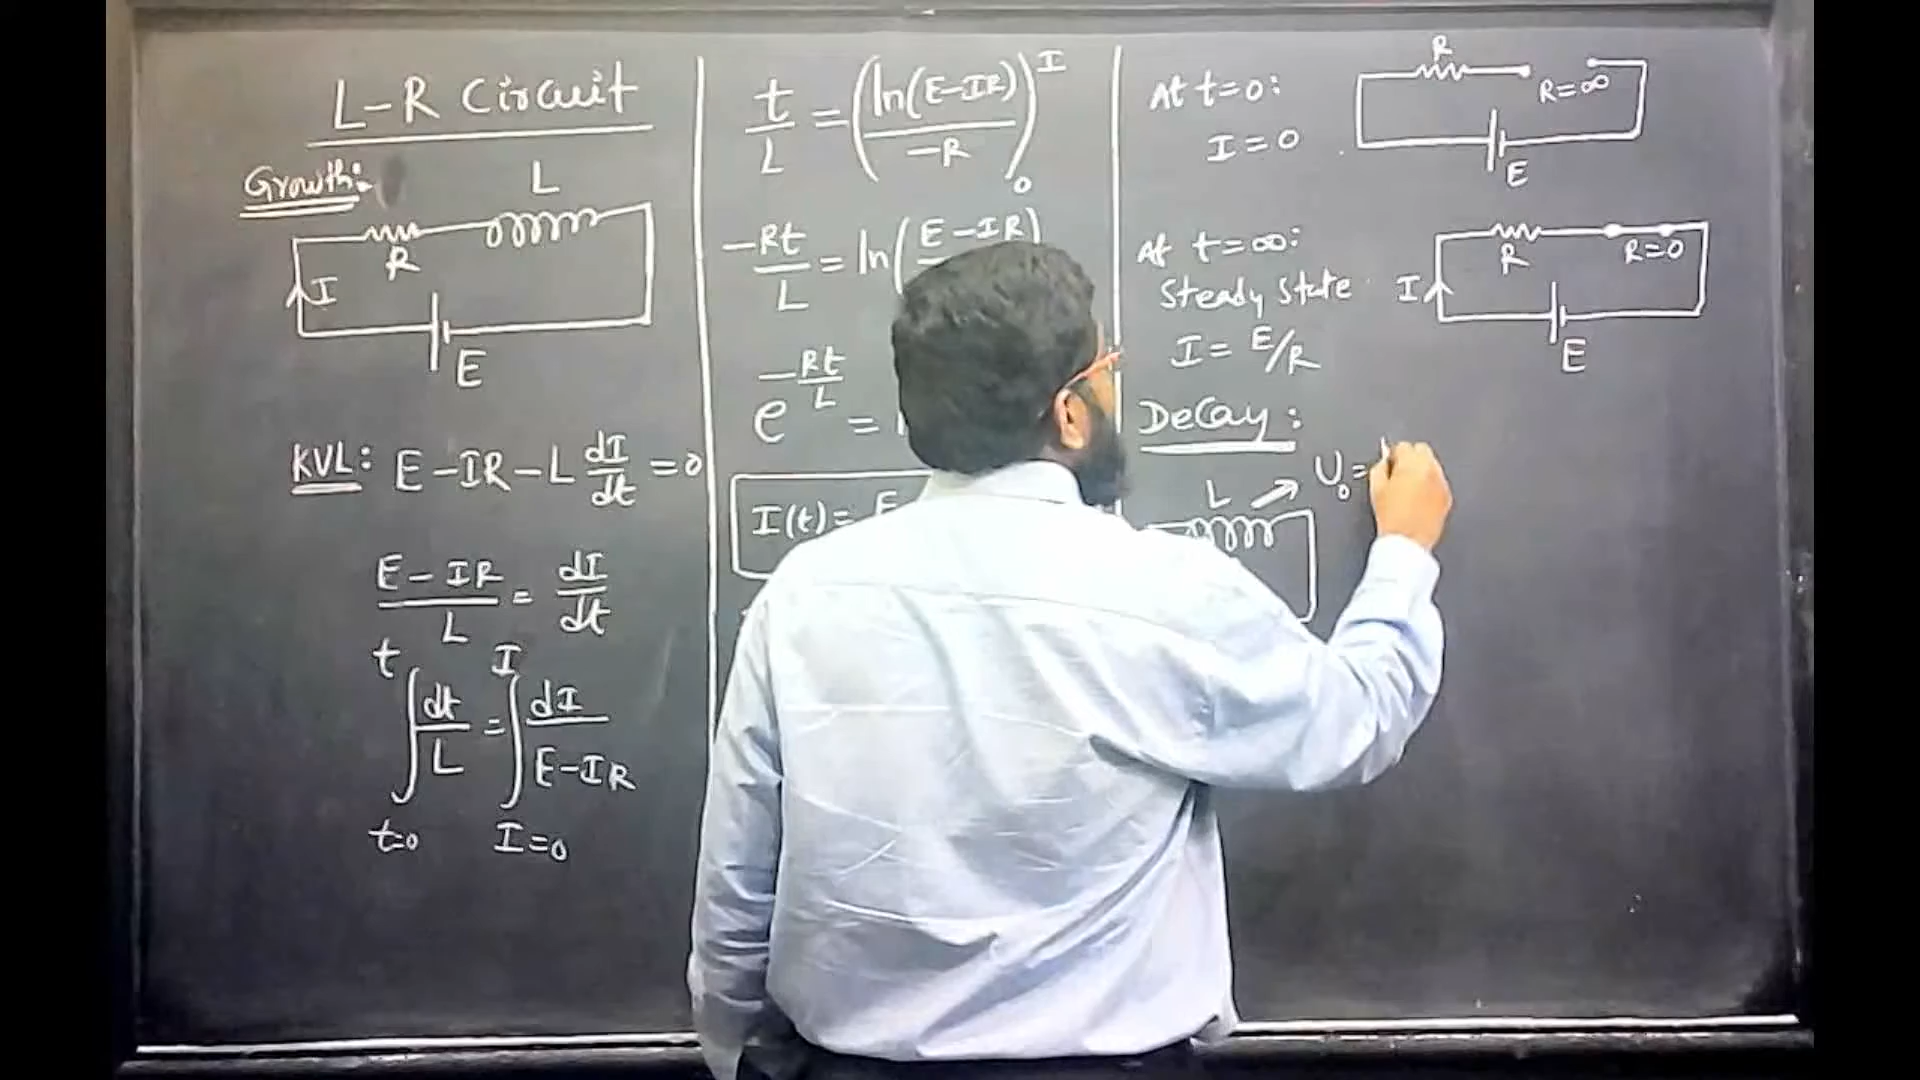 L-R Circuit
Growth:
L
R
I
E
KVL: E - IR - L dI/dt = 0
E - IR / L = dI/dt
t I
∫ dt/L = ∫ dI / E - IR
t=0 I=0
t/L = (ln(E-IR) / -R) I
0
-Rt/L = ln(E-IR
e -Rt/L =
I(t) =
At t=0:
I = 0
R
R=∞
E
At t=∞:
Steady State
I = E/R
R
R=0
I
E
Decay:
L
U₀ =